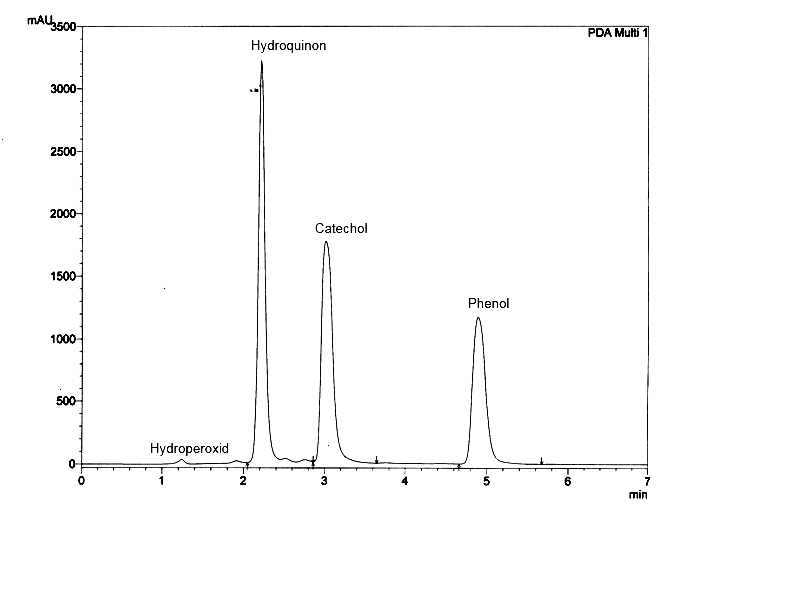 mAU
PDA Multi 1
3500
Hydroquinon
3000
2500
2000
Catechol
1500
Phenol
1000
500
Hydroperoxid
0
0 1 2 3 4 5 6 7
min